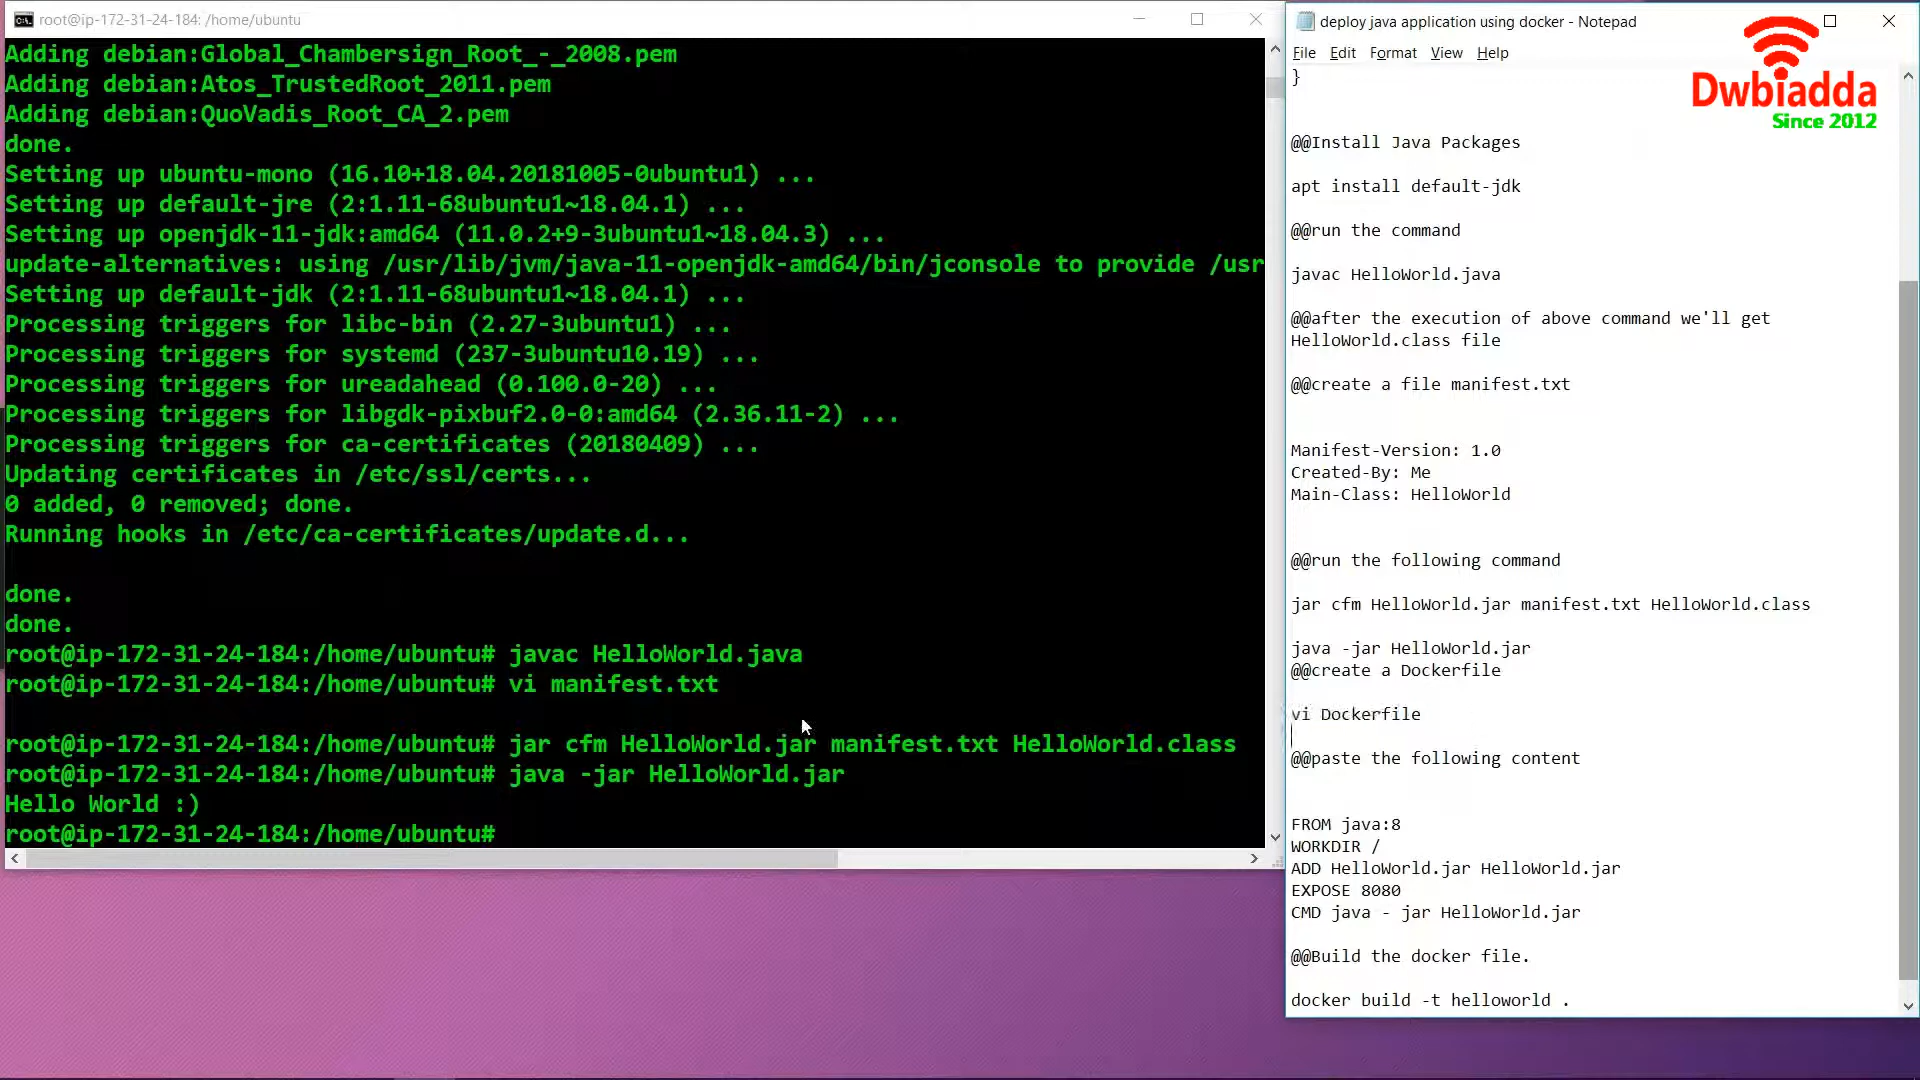 root@ip-172-31-24-184: /home/ubuntu
Adding debian:Global_Chambersign_Root_-_2008.pem
Adding debian:Atos_TrustedRoot_2011.pem
Adding debian:QuoVadis_Root_CA_2.pem
done.
Setting up ubuntu-mono (16.10+18.04.20181005-0ubuntu1) ...
Setting up default-jre (2:1.11-68ubuntu1~18.04.1) ...
Setting up openjdk-11-jdk:amd64 (11.0.2+9-3ubuntu1~18.04.3) ...
update-alternatives: using /usr/lib/jvm/java-11-openjdk-amd64/bin/jconsole to provide /usr
Setting up default-jdk (2:1.11-68ubuntu1~18.04.1) ...
Processing triggers for libc-bin (2.27-3ubuntu1) ...
Processing triggers for systemd (237-3ubuntu10.19) ...
Processing triggers for ureadahead (0.100.0-20) ...
Processing triggers for libgdk-pixbuf2.0-0:amd64 (2.36.11-2) ...
Processing triggers for ca-certificates (20180409) ...
Updating certificates in /etc/ssl/certs...
0 added, 0 removed; done.
Running hooks in /etc/ca-certificates/update.d...
done.
done.
root@ip-172-31-24-184:/home/ubuntu# javac HelloWorld.java
root@ip-172-31-24-184:/home/ubuntu# vi manifest.txt
root@ip-172-31-24-184:/home/ubuntu# jar cfm HelloWorld.jar manifest.txt HelloWorld.class
root@ip-172-31-24-184:/home/ubuntu# java -jar HelloWorld.jar
Hello World :)
root@ip-172-31-24-184:/home/ubuntu#
deploy java application using docker - Notepad
File Edit Format View Help
Dwbiadda
Since 2012
}
@@Install Java Packages
apt install default-jdk
@@run the command
javac HelloWorld.java
@@after the execution of above command we'll get
HelloWorld.class file
@@create a file manifest.txt
Manifest-Version: 1.0
Created-By: Me
Main-Class: HelloWorld
@@run the following command
jar cfm HelloWorld.jar manifest.txt HelloWorld.class
java -jar HelloWorld.jar
@@create a Dockerfile
vi Dockerfile
@@paste the following content
FROM java:8
WORKDIR /
ADD HelloWorld.jar HelloWorld.jar
EXPOSE 8080
CMD java - jar HelloWorld.jar
@@Build the docker file.
docker build -t helloworld .